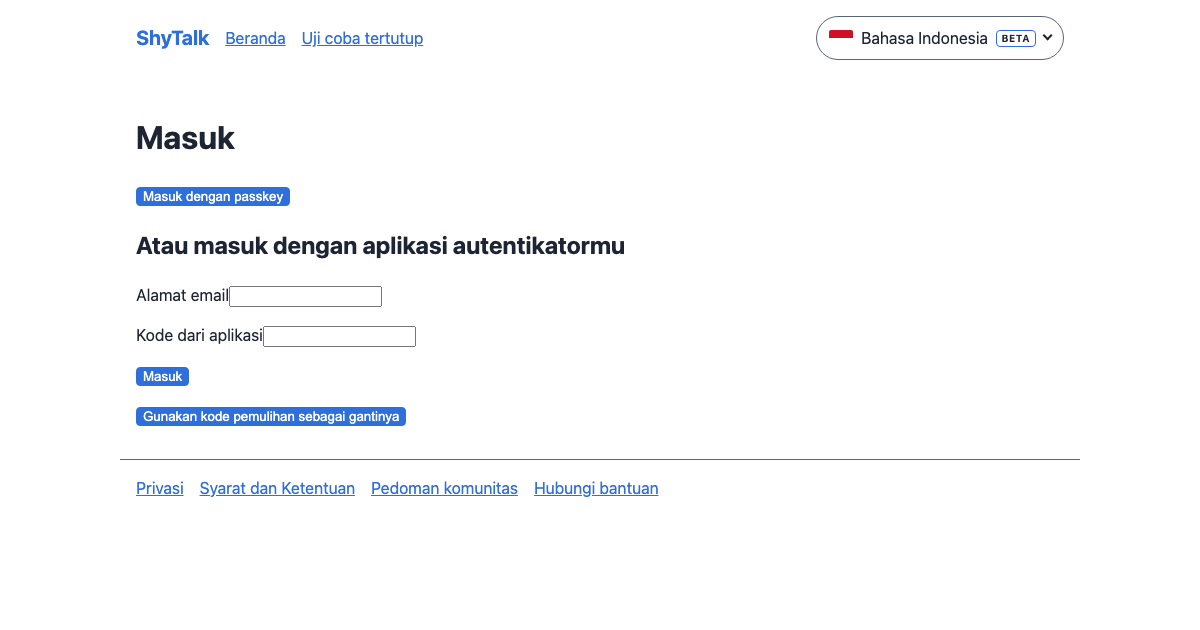 ShyTalk Beranda Uji coba tertutup Bahasa Indonesia BETA
Masuk
Masuk dengan passkey
Atau masuk dengan aplikasi autentikatormu
Alamat email
Kode dari aplikasi
Masuk
Gunakan kode pemulihan sebagai gantinya
Privasi Syarat dan Ketentuan Pedoman komunitas Hubungi bantuan